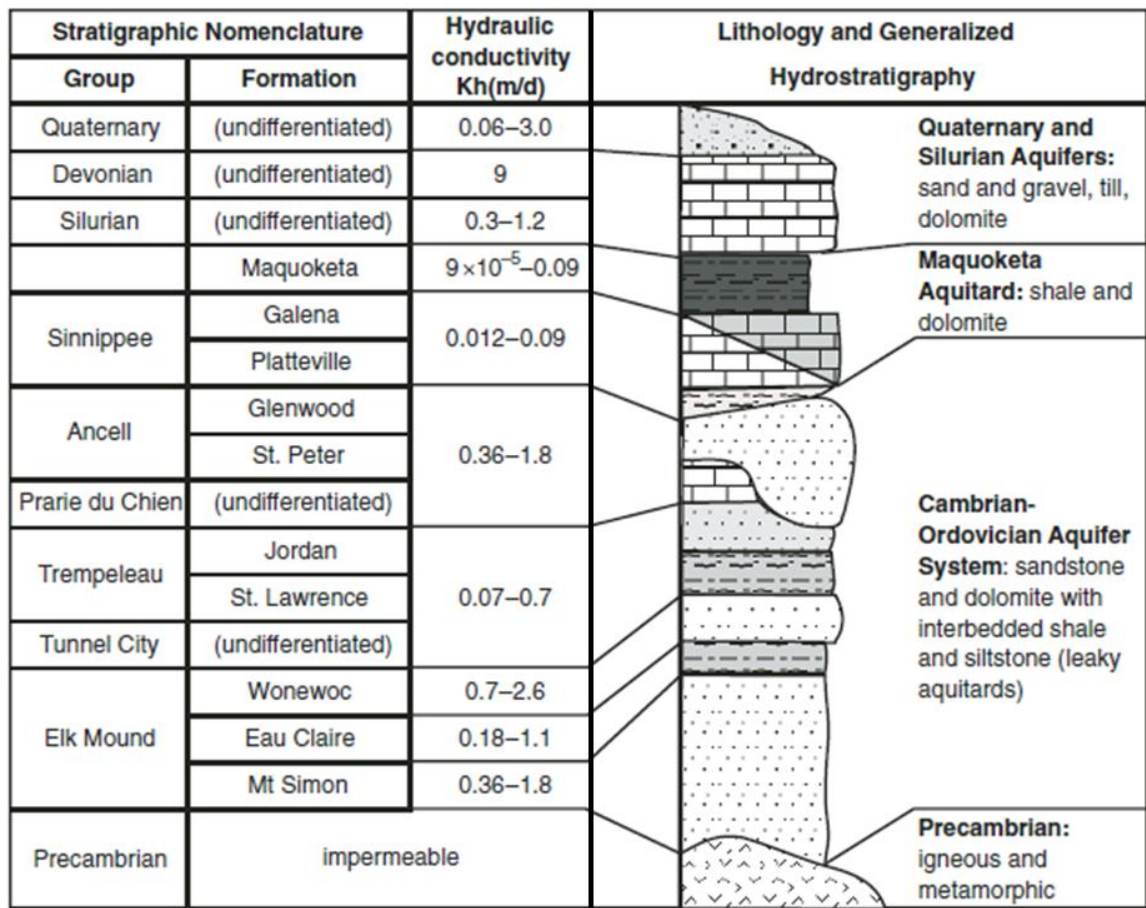 Stratigraphic Nomenclature
Hydraulic
conductivity
Kh(m/d)
Lithology and Generalized
Hydrostratigraphy
Group
Formation
Quaternary
(undifferentiated)
0.06–3.0
Devonian
(undifferentiated)
9
Silurian
(undifferentiated)
0.3–1.2
Maquoketa
9×10⁻⁵–0.09
Sinnippee
Galena
Platteville
0.012–0.09
Ancell
Glenwood
St. Peter
0.36–1.8
Prarie du Chien
(undifferentiated)
Trempeleau
Jordan
St. Lawrence
0.07–0.7
Tunnel City
(undifferentiated)
Elk Mound
Wonewoc
0.7–2.6
Eau Claire
0.18–1.1
Mt Simon
0.36–1.8
Precambrian
impermeable
Quaternary and
Silurian Aquifers:
sand and gravel, till,
dolomite
Maquoketa
Aquitard: shale and
dolomite
Cambrian-
Ordovician Aquifer
System: sandstone
and dolomite with
interbedded shale
and siltstone (leaky
aquitards)
Precambrian:
igneous and
metamorphic